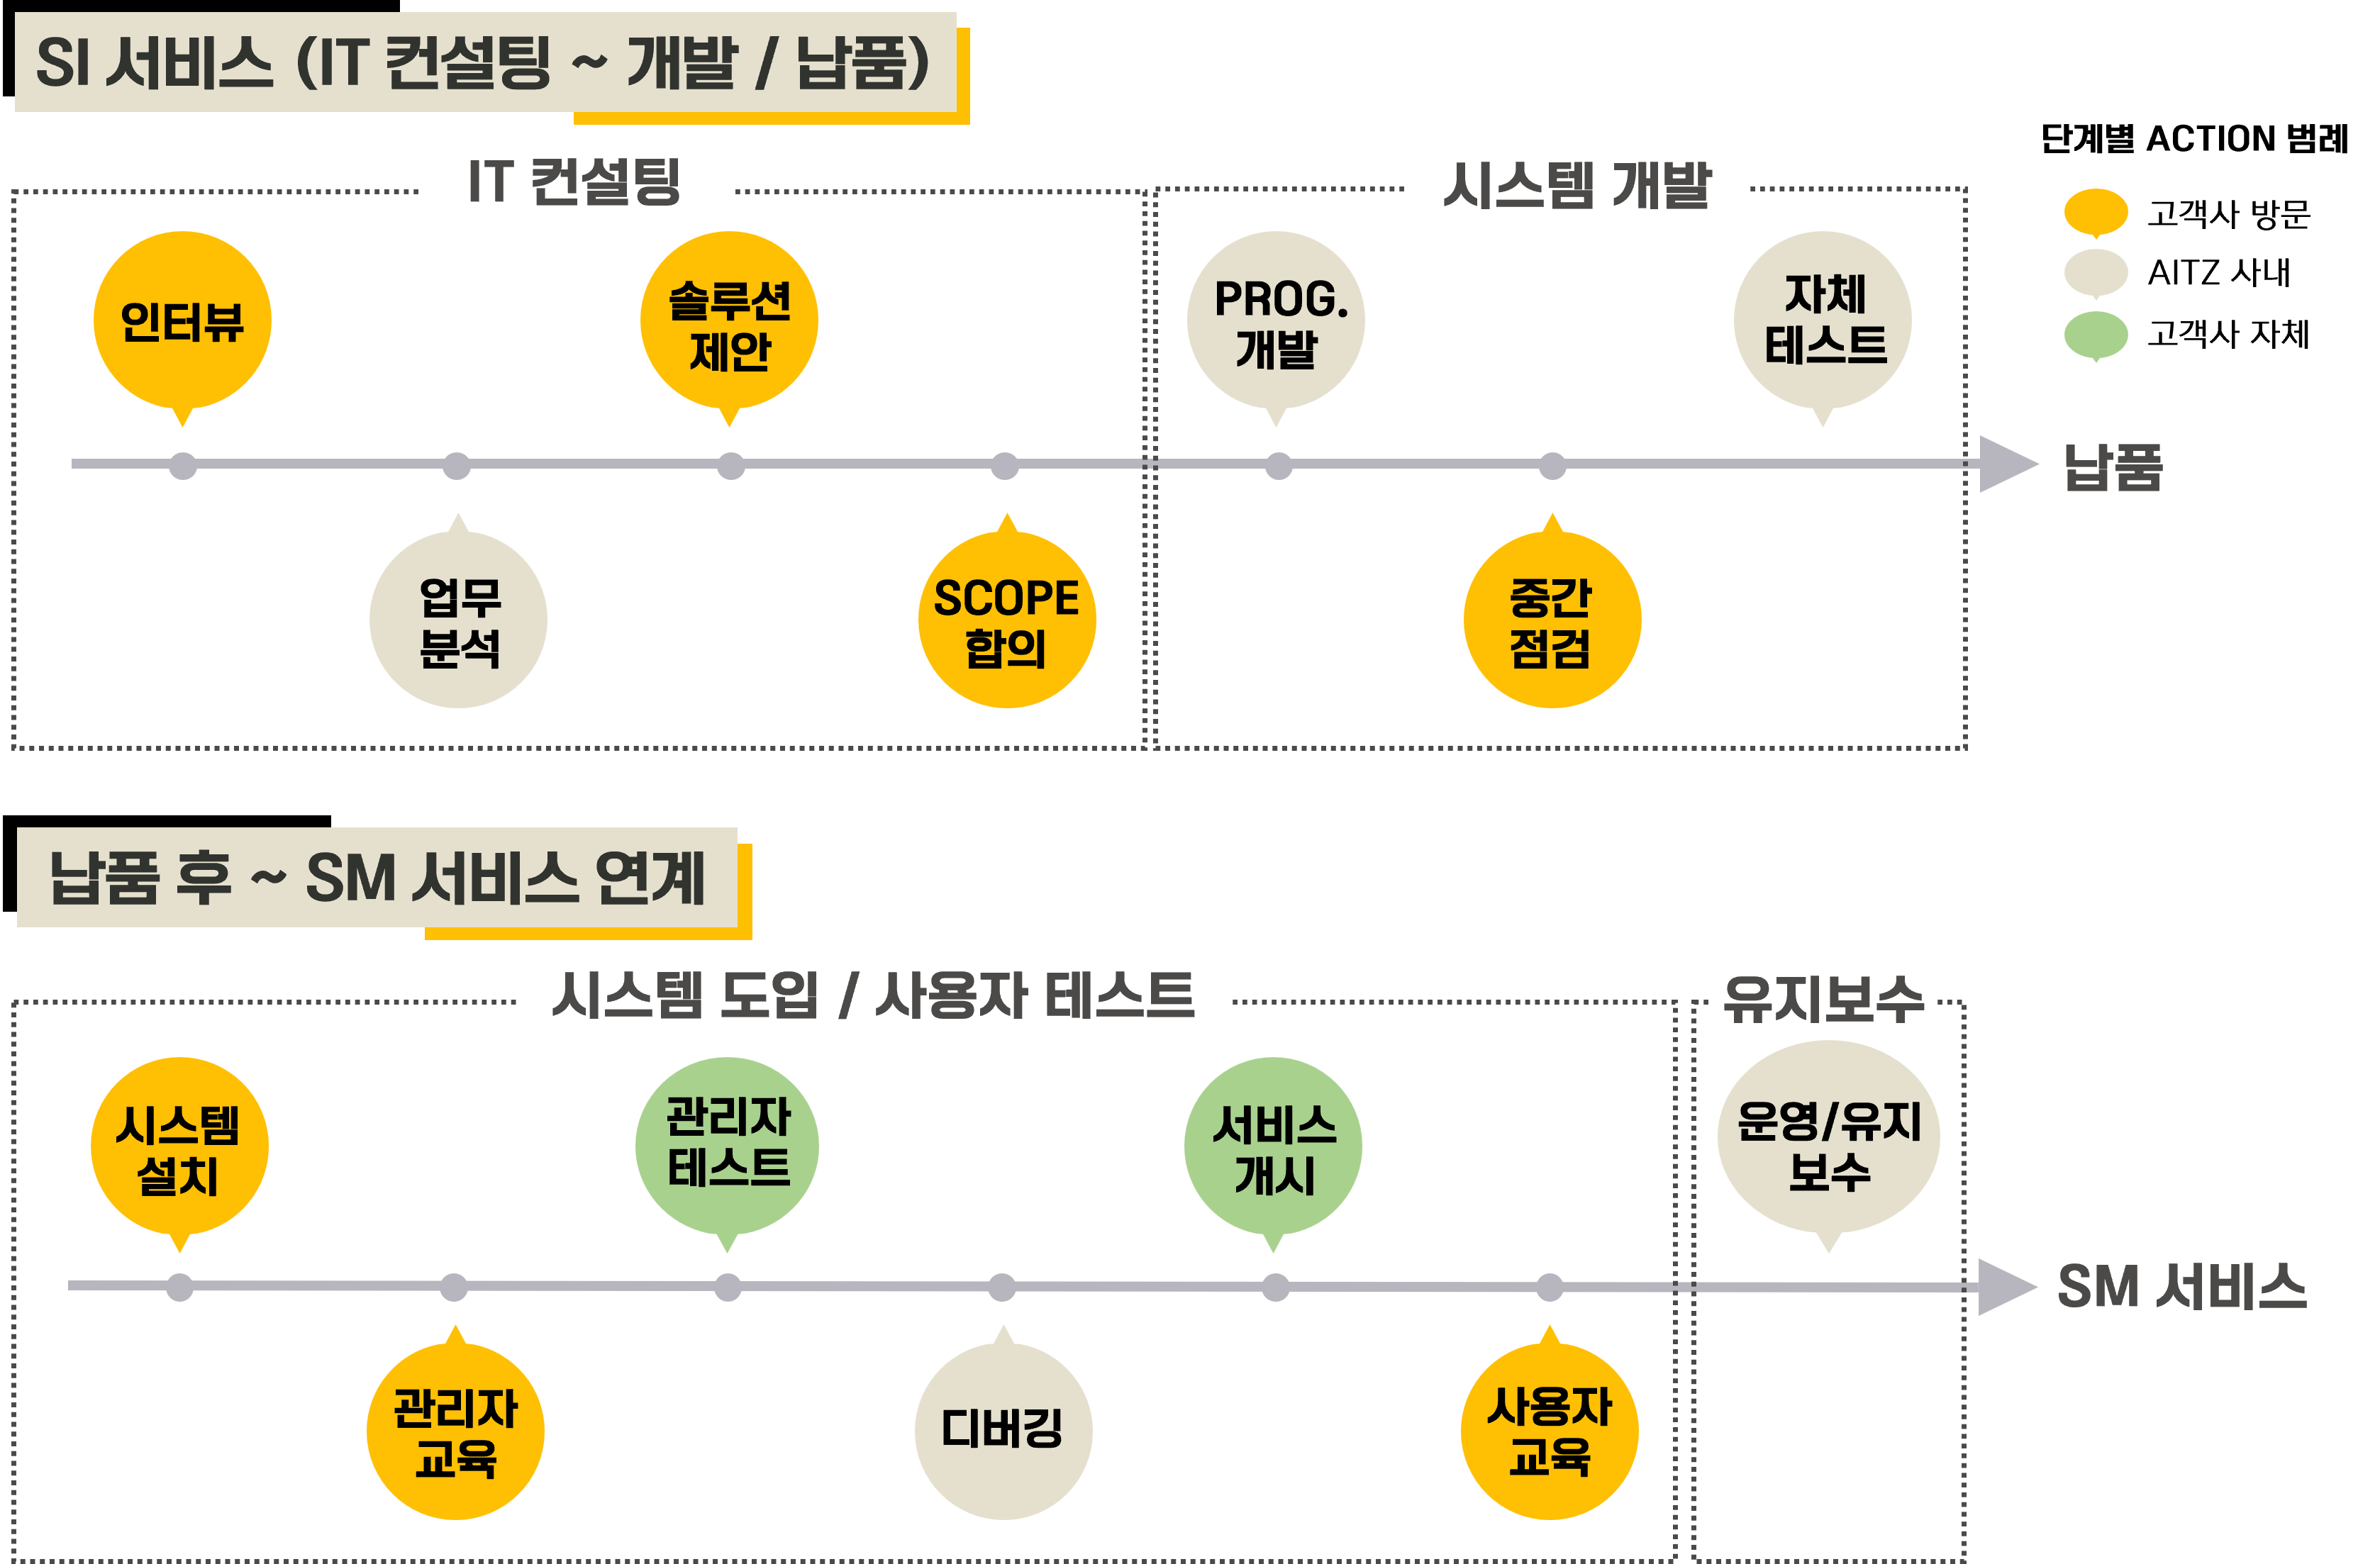 SI 서비스 (IT 컨설팅 ~ 개발 / 납품)
단계별 ACTION 범례
고객사 방문
AITZ 사내
고객사 자체
IT 컨설팅
시스템 개발
인터뷰
솔루션
제안
PROG.
개발
자체
테스트
납품
업무
분석
SCOPE
합의
중간
점검
납품 후 ~ SM 서비스 연계
시스템 도입 / 사용자 테스트
유지보수
시스템
설치
관리자
테스트
서비스
개시
운영/유지
보수
SM 서비스
관리자
교육
디버깅
사용자
교육